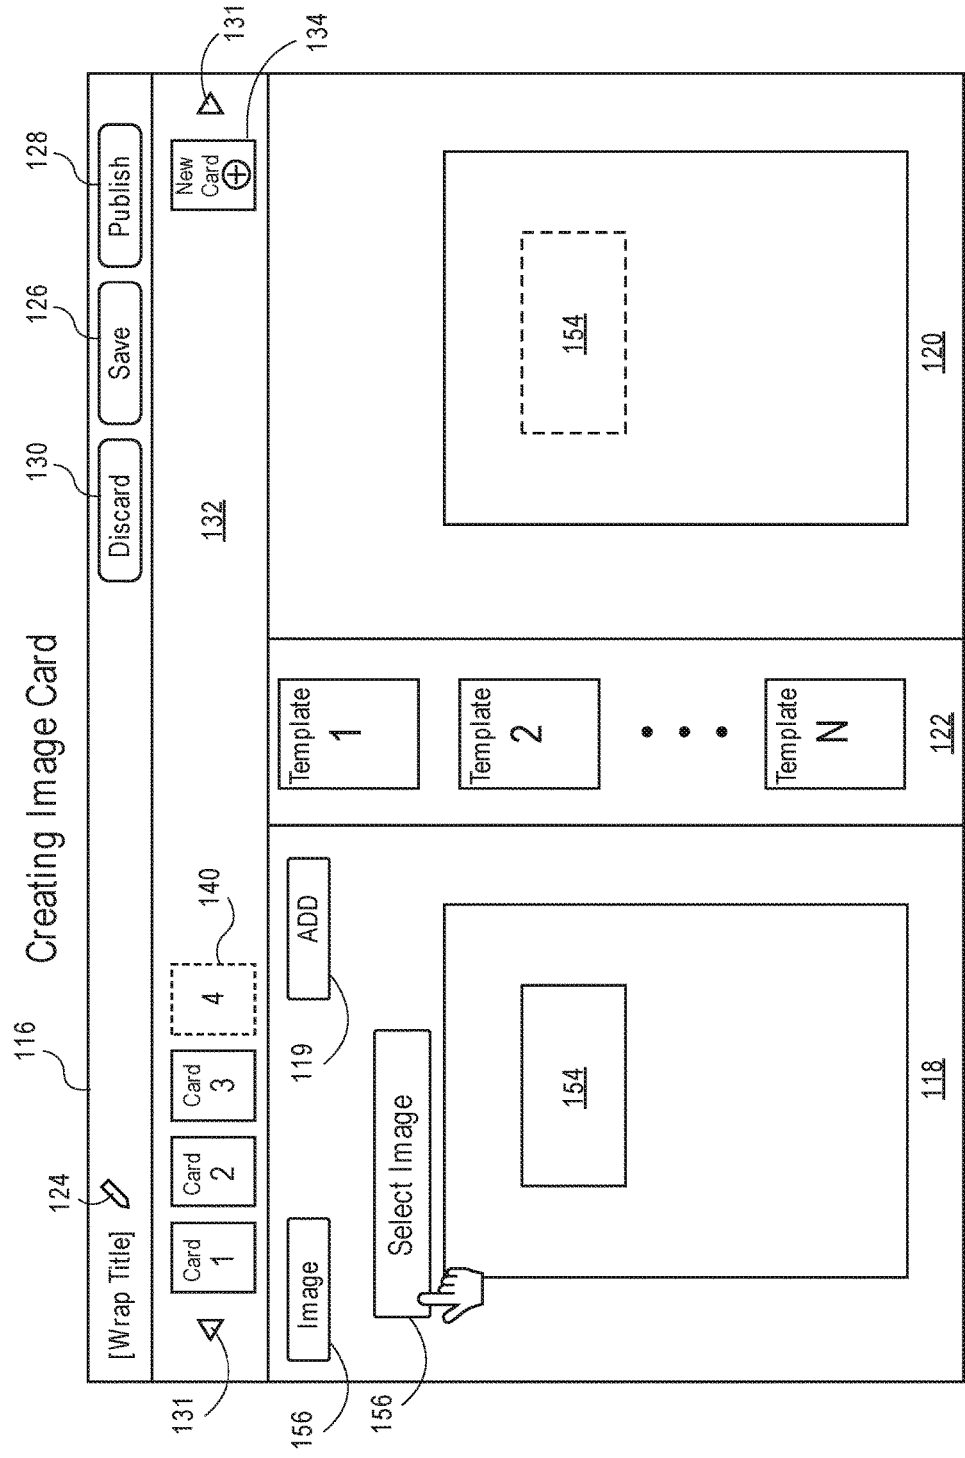 Creating Image Card
116
124
130
126
128
[Wrap Title]
Discard
Save
Publish
131
Card
1
Card
2
Card
3
4
140
132
New
Card
131
134
156
Image
119
ADD
156
Select Image
154
118
Template
1
Template
2
Template
N
122
154
120